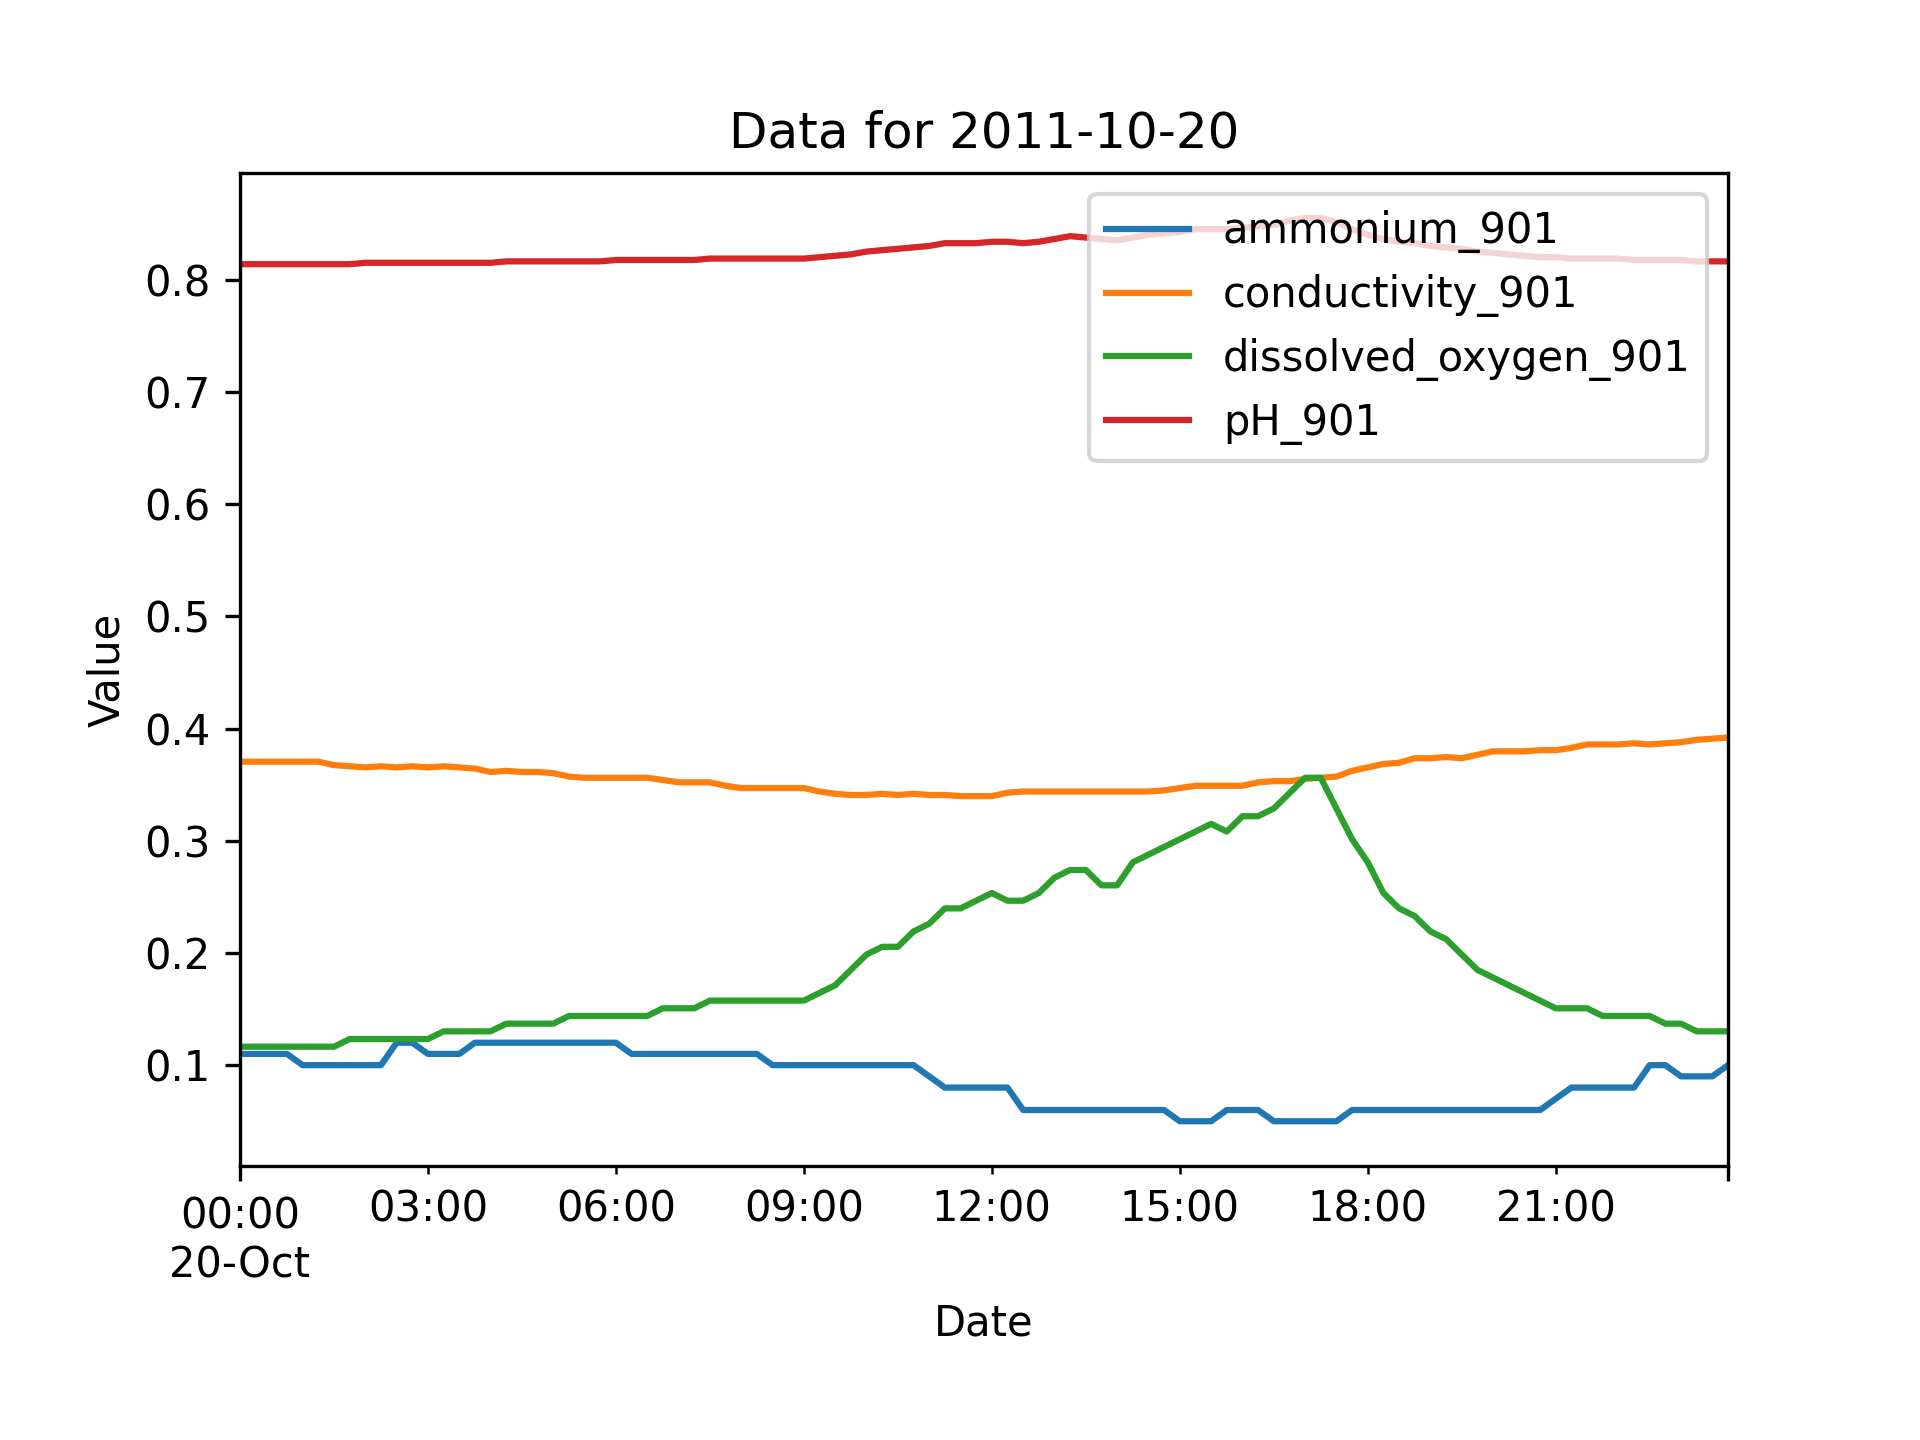 Data for 2011-10-20
ammonium_901
conductivity_901
dissolved_oxygen_901
pH_901
Value
0.8
0.7
0.6
0.5
0.4
0.3
0.2
0.1
00:00 03:00 06:00 09:00 12:00 15:00 18:00 21:00
20-Oct
Date